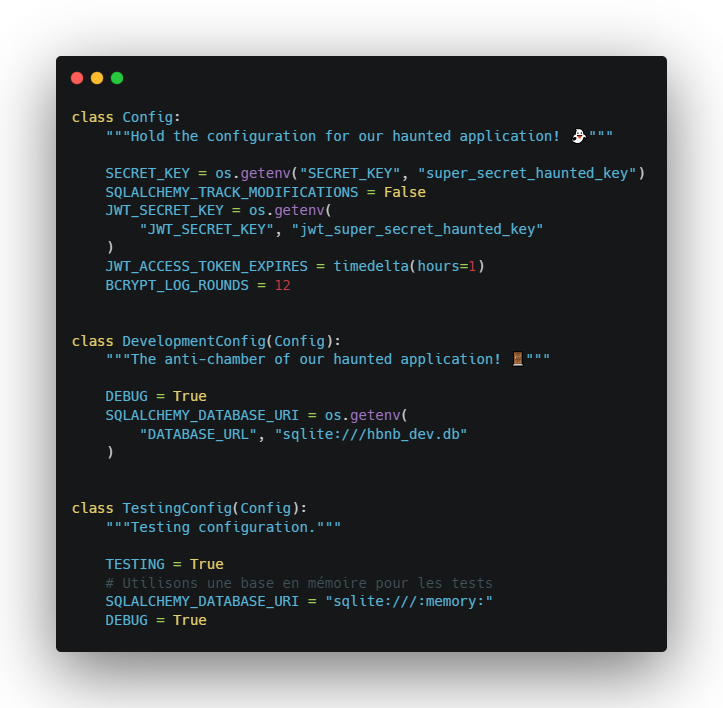 class Config:
    """Hold the configuration for our haunted application! 👻"""

    SECRET_KEY = os.getenv("SECRET_KEY", "super_secret_haunted_key")
    SQLALCHEMY_TRACK_MODIFICATIONS = False
    JWT_SECRET_KEY = os.getenv(
        "JWT_SECRET_KEY", "jwt_super_secret_haunted_key"
    )
    JWT_ACCESS_TOKEN_EXPIRES = timedelta(hours=1)
    BCRYPT_LOG_ROUNDS = 12


class DevelopmentConfig(Config):
    """The anti-chamber of our haunted application! 🚪"""

    DEBUG = True
    SQLALCHEMY_DATABASE_URI = os.getenv(
        "DATABASE_URL", "sqlite:///hbnb_dev.db"
    )


class TestingConfig(Config):
    """Testing configuration."""

    TESTING = True
    # Utilisons une base en mémoire pour les tests
    SQLALCHEMY_DATABASE_URI = "sqlite:///:memory:"
    DEBUG = True